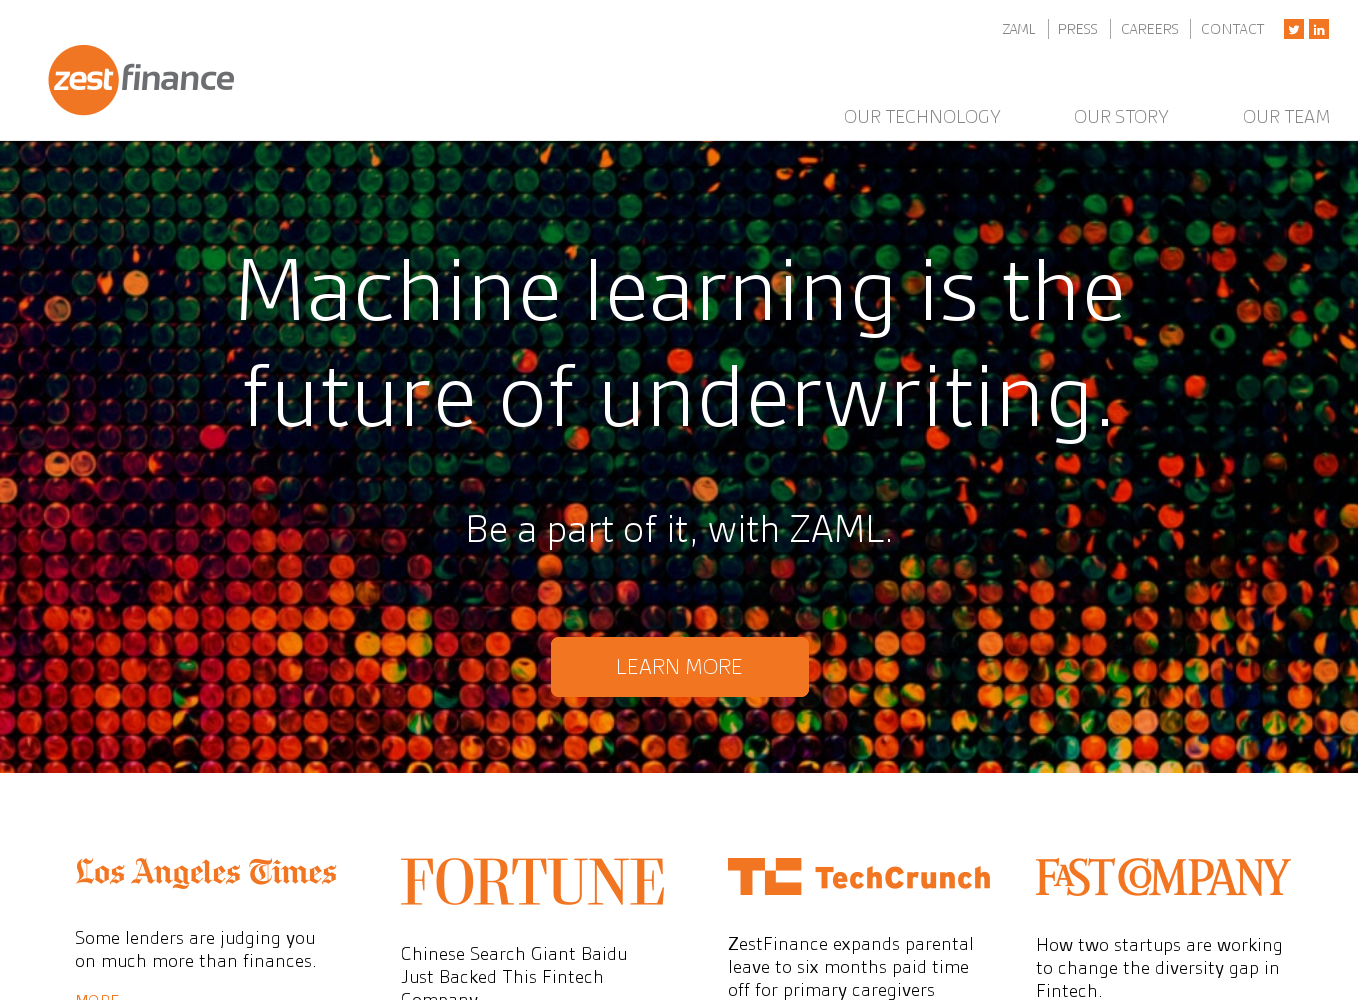 ZAML
PRESS
CAREERS
CONTACT
zestfinance
OUR TECHNOLOGY
OUR STORY
OUR TEAM
Machine learning is the
future of underwriting.
Be a part of it, with ZAML.
LEARN MORE
Los Angeles Times
Some lenders are judging you
on much more than finances.
MORE
FORTUNE
Chinese Search Giant Baidu
Just Backed This Fintech
Company
TC TechCrunch
ZestFinance expands parental
leave to six months paid time
off for primary caregivers
FAST COMPANY
How two startups are working
to change the diversity gap in
Fintech.